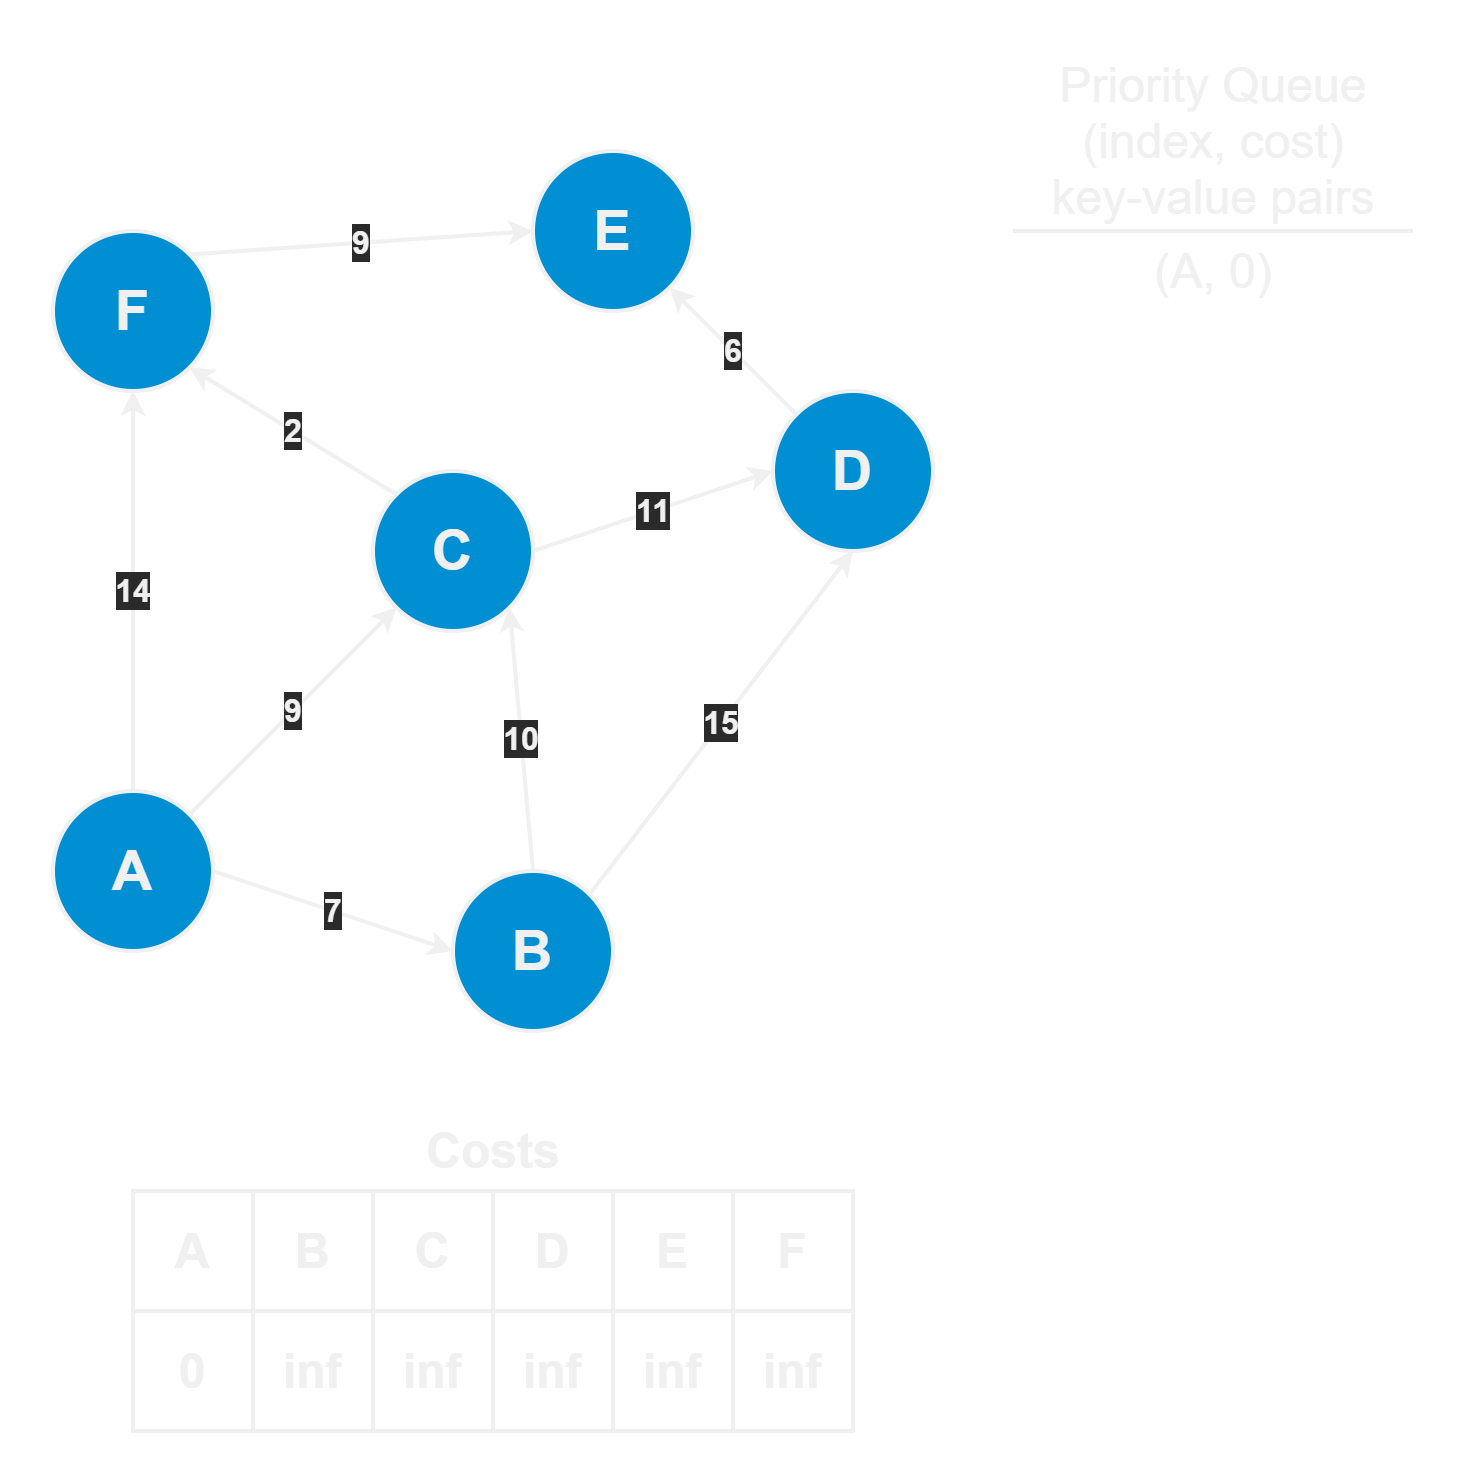 Priority Queue
(index, cost)
key-value pairs
(A, 0)
E
9
F
6
2
D
11
C
14
9
10
15
A
7
B
Costs
A B C D E F
0 inf inf inf inf inf